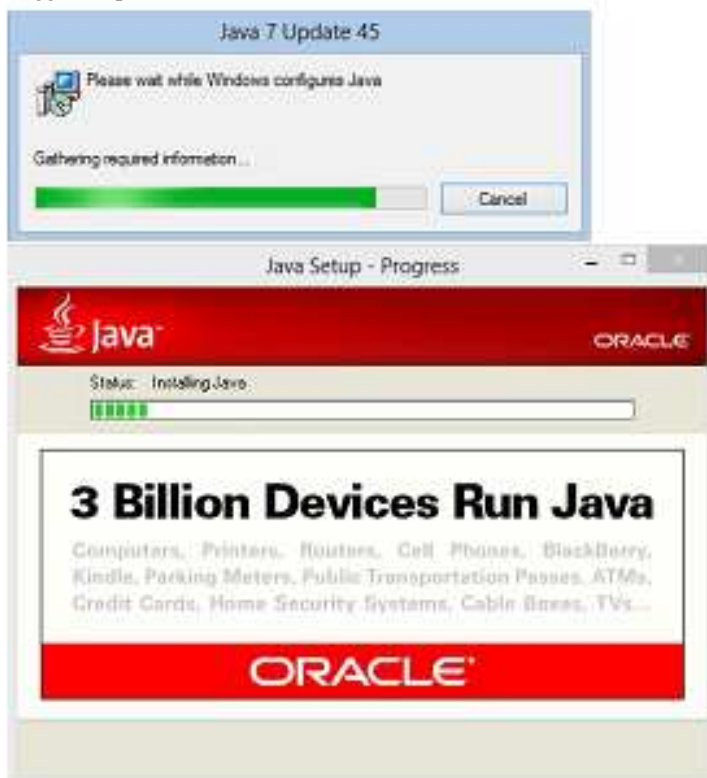 Java 7 Update 45
Please wait while Windows configures Java
Gathering required information...
Cancel
Java Setup - Progress
Java
ORACLE
Status: Installing Java
3 Billion Devices Run Java
Computers, Printers, Routers, Cell Phones, BlackBerry,
Kindle, Parking Meters, Public Transportation Passes, ATMs,
Credit Cards, Home Security Systems, Cable Boxes, TVs...
ORACLE